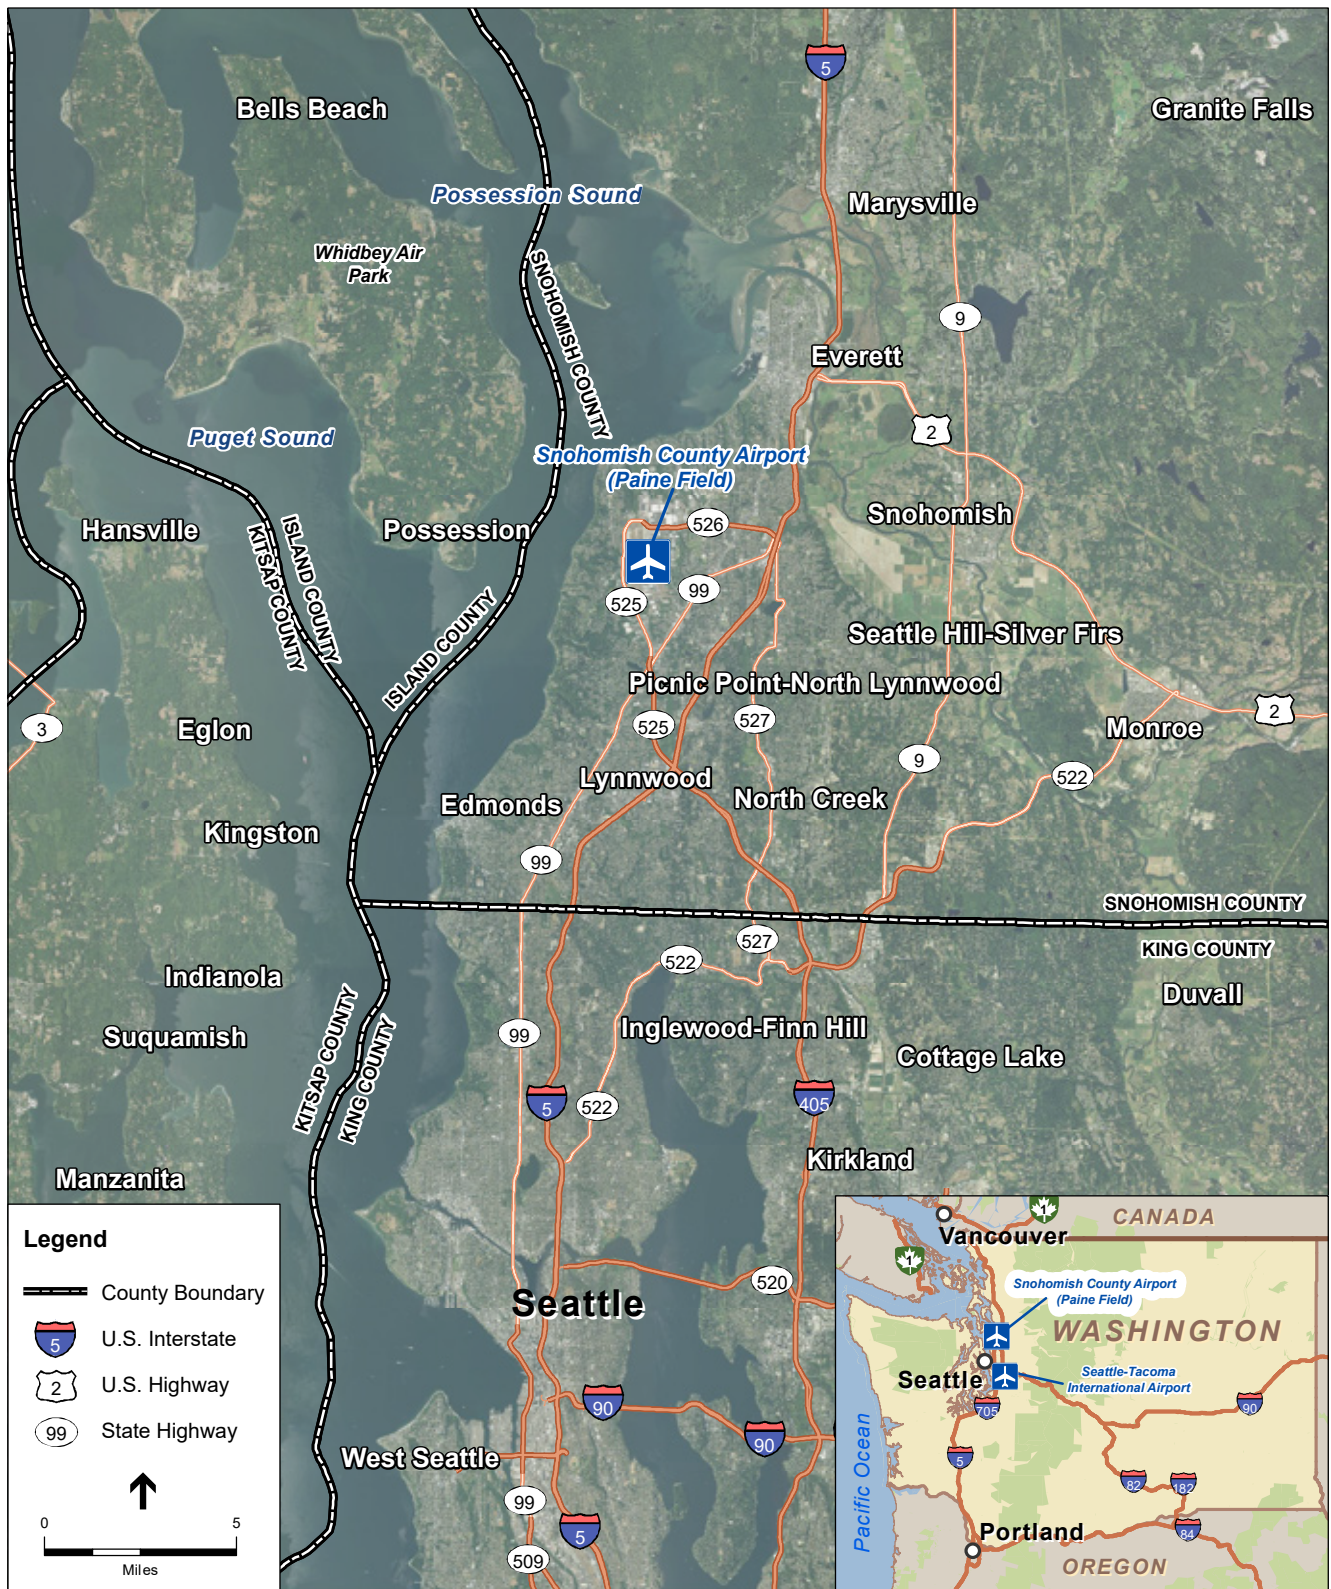 5
Bells Beach
Granite Falls
Possession Sound
Marysville
Whidbey Air
Park
SNOHOMISH COUNTY
9
Everett
2
Puget Sound
Snohomish County Airport
(Paine Field)
Snohomish
526
Hansville
Possession
ISLAND COUNTY
KITSAP COUNTY
99
525
ISLAND COUNTY
Seattle Hill-Silver Firs
Picnic Point-North Lynnwood
3
Eglon
525
527
2
Monroe
9
522
Lynnwood
North Creek
Edmonds
Kingston
99
SNOHOMISH COUNTY
527
KING COUNTY
522
Indianola
Duvall
KITSAP COUNTY
KING COUNTY
Suquamish
99
Inglewood-Finn Hill
Cottage Lake
5
522
405
Kirkland
Manzanita
520
Seattle
90
90
West Seattle
99
5
509
Legend
County Boundary
5
U.S. Interstate
2
U.S. Highway
99
State Highway
0
5
Miles
1
CANADA
Vancouver
1
Snohomish County Airport
(Paine Field)
WASHINGTON
Seattle
Seattle-Tacoma
International Airport
705
90
Pacific Ocean
5
82
182
Portland
84
OREGON